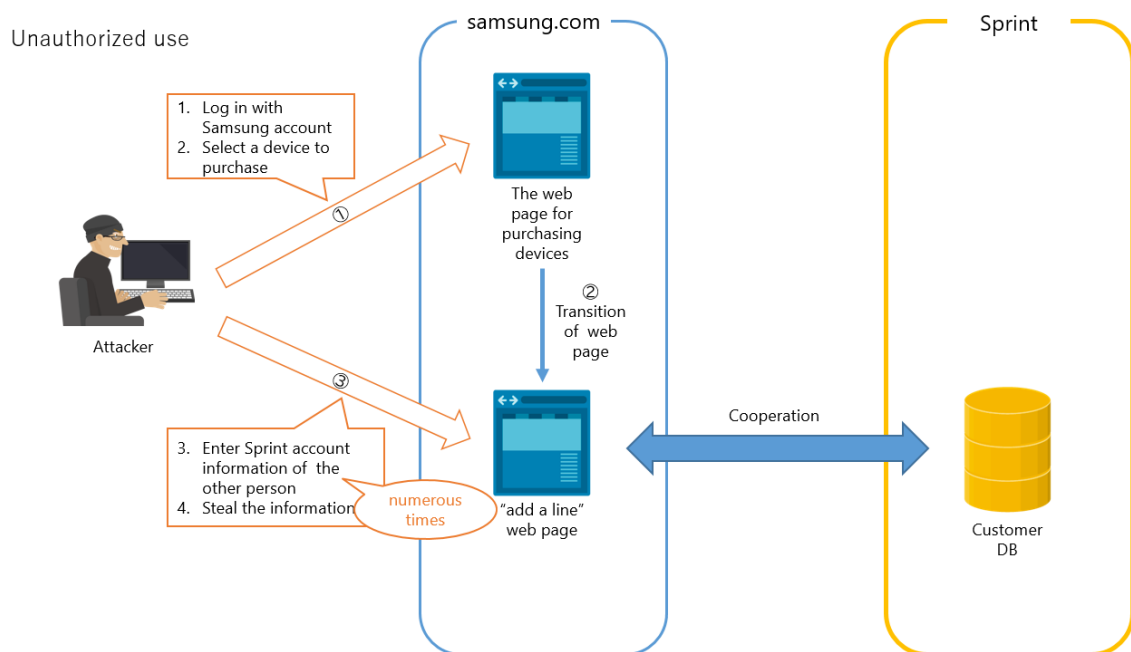 Unauthorized use
samsung.com
Sprint
1. Log in with
Samsung account
2. Select a device to
purchase
①
The web
page for
purchasing
devices
②
Transition
of web
page
Attacker
③
3. Enter Sprint account
information of the
other person
4. Steal the information
numerous
times
"add a line"
web page
Cooperation
Customer
DB